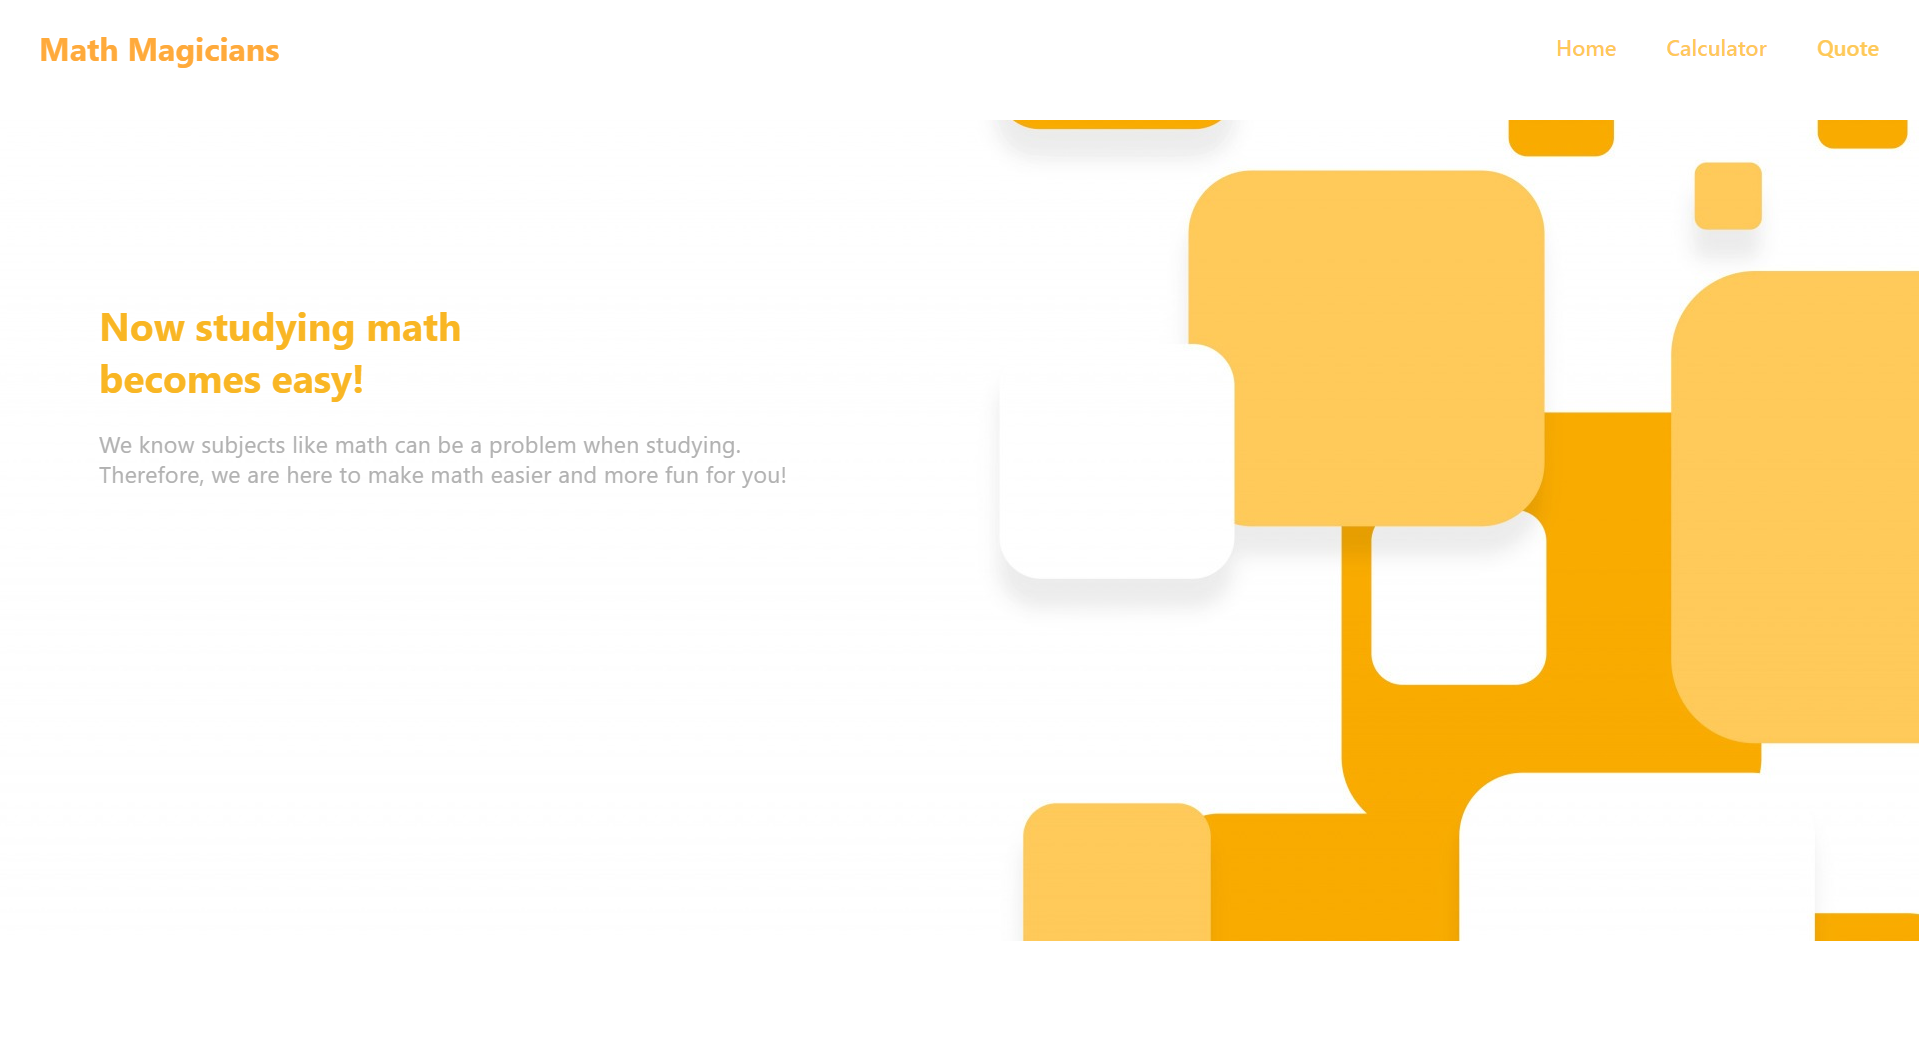 Math Magicians
Home Calculator Quote
Now studying math
becomes easy!
We know subjects like math can be a problem when studying.
Therefore, we are here to make math easier and more fun for you!